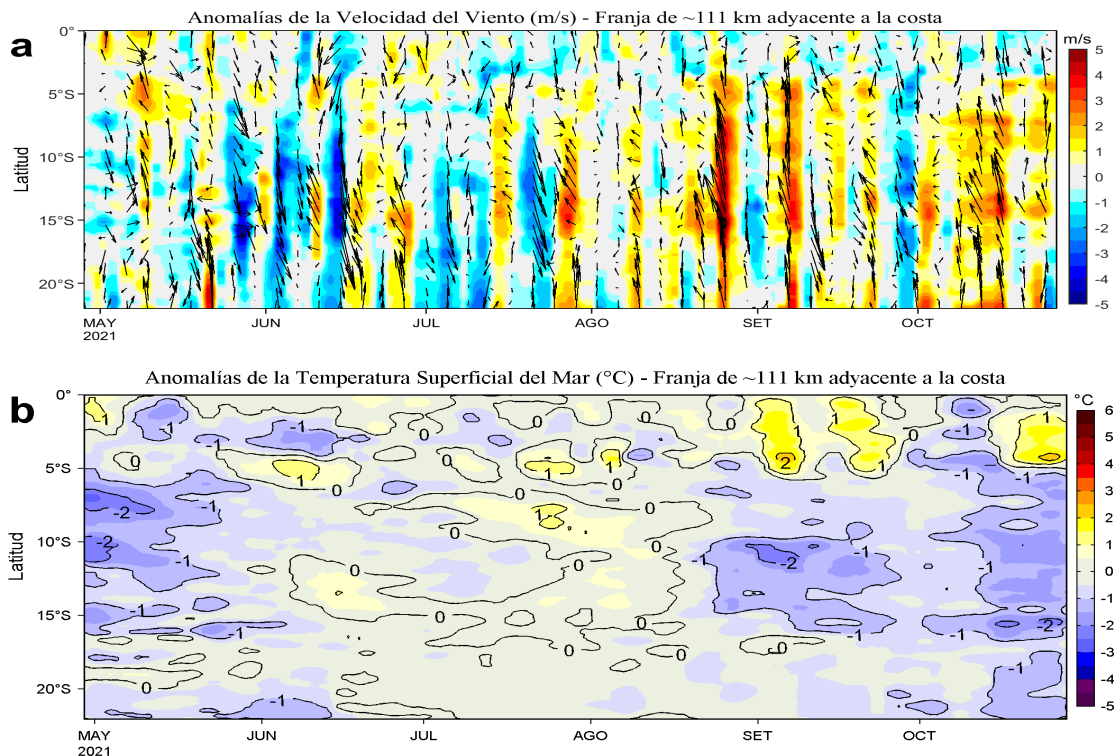 Anomalías de la Velocidad del Viento (m/s) - Franja de ~111 km adyacente a la costa
a
m/s
0°
5°S
10°S
15°S
20°S
Latitud
5
4
3
2
1
0
-1
-2
-3
-4
-5
MAY JUN JUL AGO SET OCT
2021
Anomalías de la Temperatura Superficial del Mar (°C) - Franja de ~111 km adyacente a la costa
b
°C
0°
5°S
10°S
15°S
20°S
Latitud
6
5
4
3
2
1
0
-1
-2
-3
-4
-5
MAY JUN JUL AGO SET OCT
2021